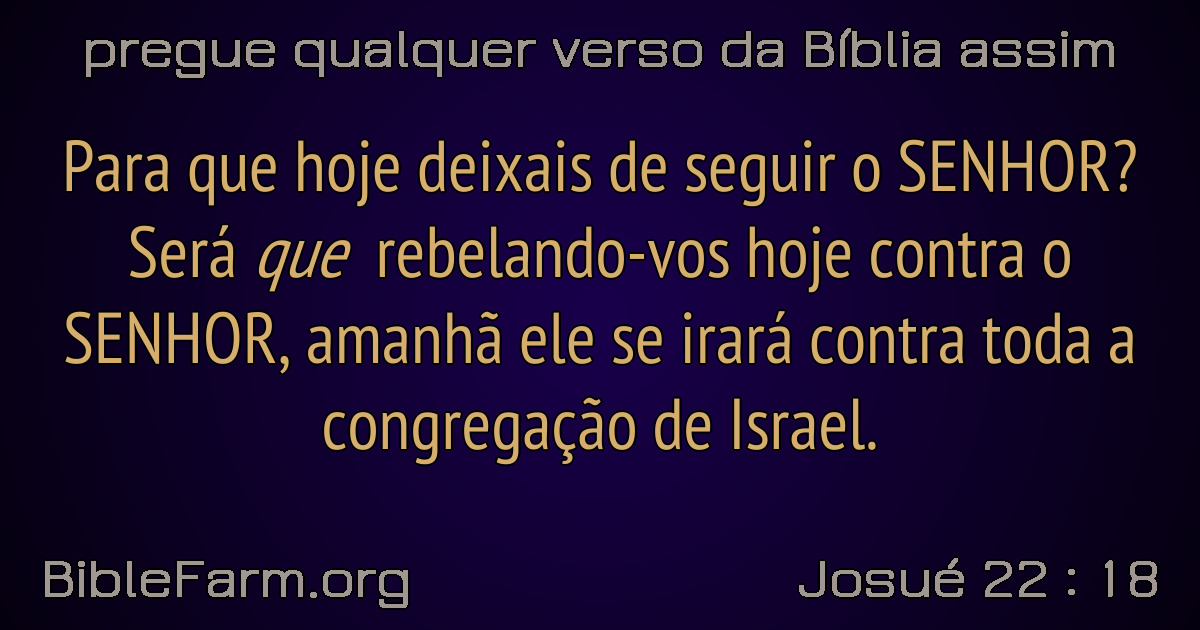 pregue qualquer verso da Bíblia assim
Para que hoje deixais de seguir o SENHOR?
Será que rebelando-vos hoje contra o
SENHOR, amanhã ele se irará contra toda a
congregação de Israel.
BibleFarm.org
Josué 22 : 18